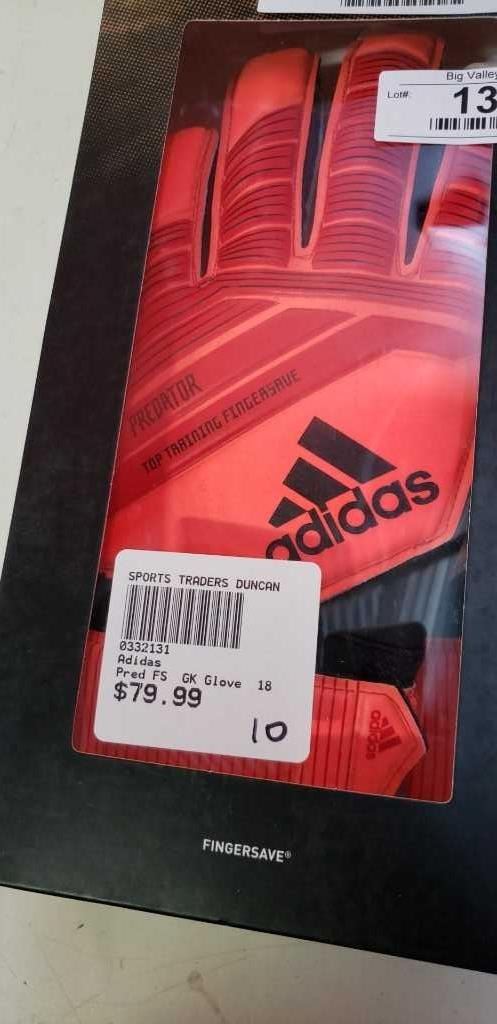 Big Valley
Lot#:
13
PREDATOR
TOP TRAINING FINGERSAVE
adidas
SPORTS TRADERS DUNCAN
0332131
Adidas
Pred FS GK Glove 18
$79.99
10
adidas
FINGERSAVE®